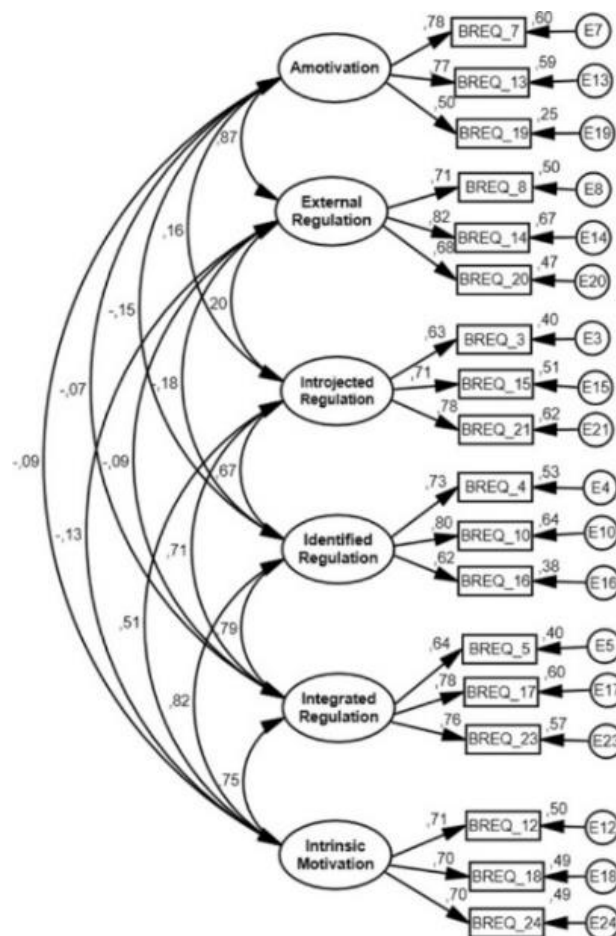 ,78
BREQ_7
,60
E7
Amotivation
,77
BREQ_13
,59
E13
,50
BREQ_19
,25
E19
,87
External
Regulation
,71
BREQ_8
,50
E8
,82
BREQ_14
,67
E14
,68
BREQ_20
,47
E20
,16
-,15
,20
-,07
-,18
Introjected
Regulation
,63
BREQ_3
,40
E3
,71
BREQ_15
,51
E15
,78
BREQ_21
,62
E21
-,09
-,09
,67
-,13
Identified
Regulation
,73
BREQ_4
,53
E4
,80
BREQ_10
,64
E10
,62
BREQ_16
,38
E16
,71
,51
,79
,82
Integrated
Regulation
,64
BREQ_5
,40
E5
,78
BREQ_17
,60
E17
,76
BREQ_23
,57
E23
,75
Intrinsic
Motivation
,71
BREQ_12
,50
E12
,70
BREQ_18
,49
E18
,70
BREQ_24
,49
E24